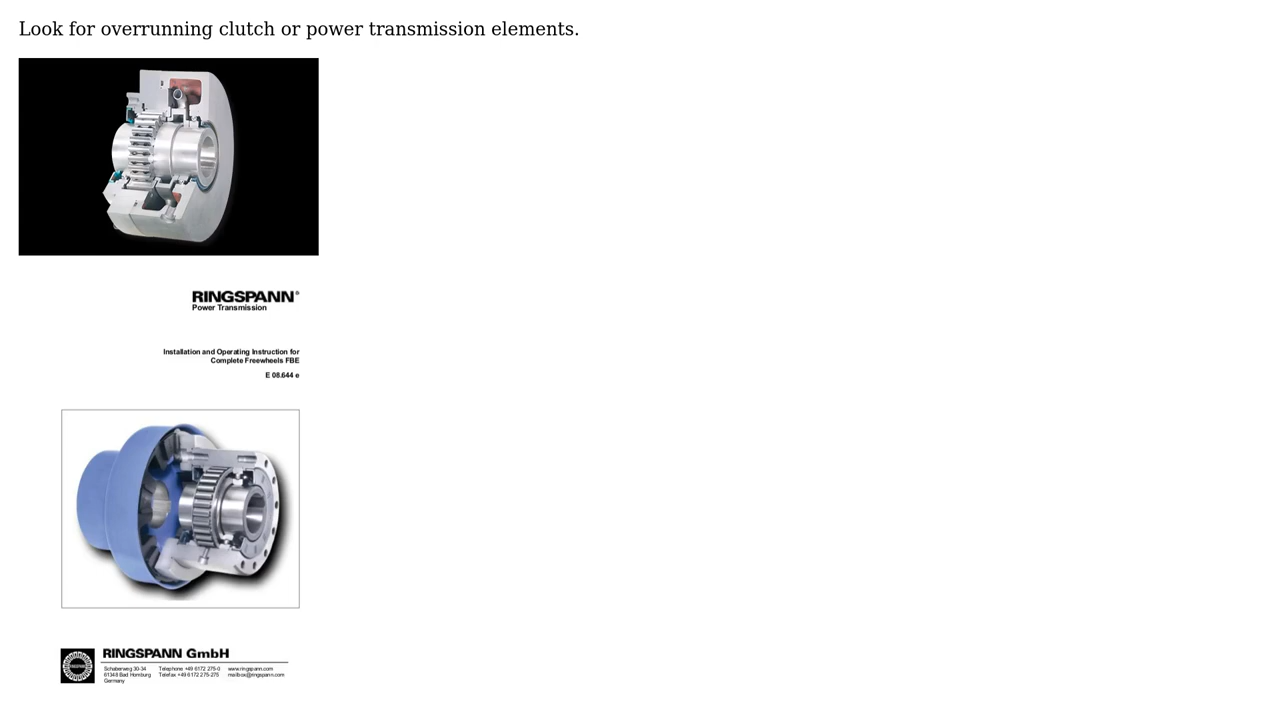 Look for overrunning clutch or power transmission elements.
RINGSPANN®
Power Transmission
Installation and Operating Instruction for
Complete Freewheels FBE
E 08.644 e
RINGSPANN GmbH
Schaberweg 30-34 Telephone +49 6172 275-0 www.ringspann.com
61348 Bad Homburg Telefax +49 6172 275-275 mailbox@ringspann.com
Germany
RINGSPANN